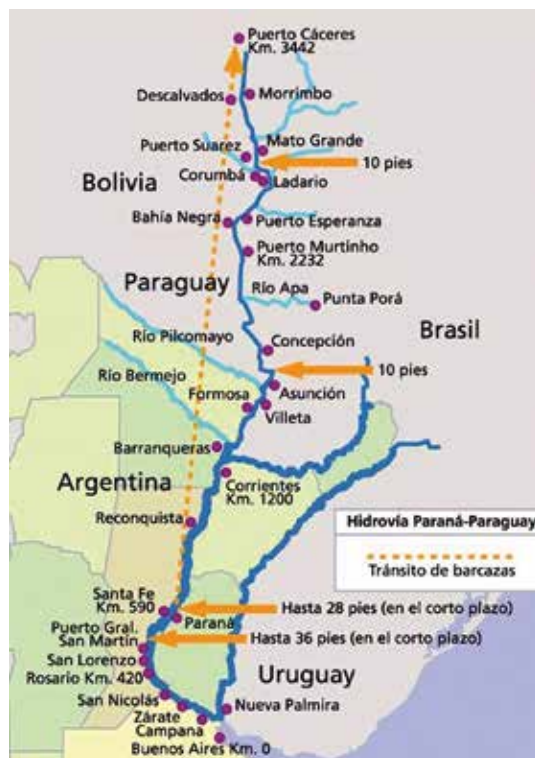 Puerto Cáceres
Km. 3442
Descalvados
Morrimbo
Mato Grande
Puerto Suarez
10 pies
Corumbá
Ladario
Bolivia
Bahía Negra
Puerto Esperanza
Puerto Murtinho
Km. 2232
Paraguay
Río Apa
Punta Porá
Brasil
Río Pilcomayo
Concepción
Río Bermejo
10 pies
Asunción
Formosa
Villeta
Barranqueras
Argentina
Corrientes
Km. 1200
Reconquista
Hidrovía Paraná-Paraguay
Tránsito de barcazas
Santa Fe
Km. 590
Hasta 28 pies (en el corto plazo)
Paraná
Puerto Gral.
San Martín
Hasta 36 pies (en el corto plazo)
San Lorenzo
Rosario Km. 420
Uruguay
San Nicolás
Nueva Palmira
Zárate
Campana
Buenos Aires Km. 0